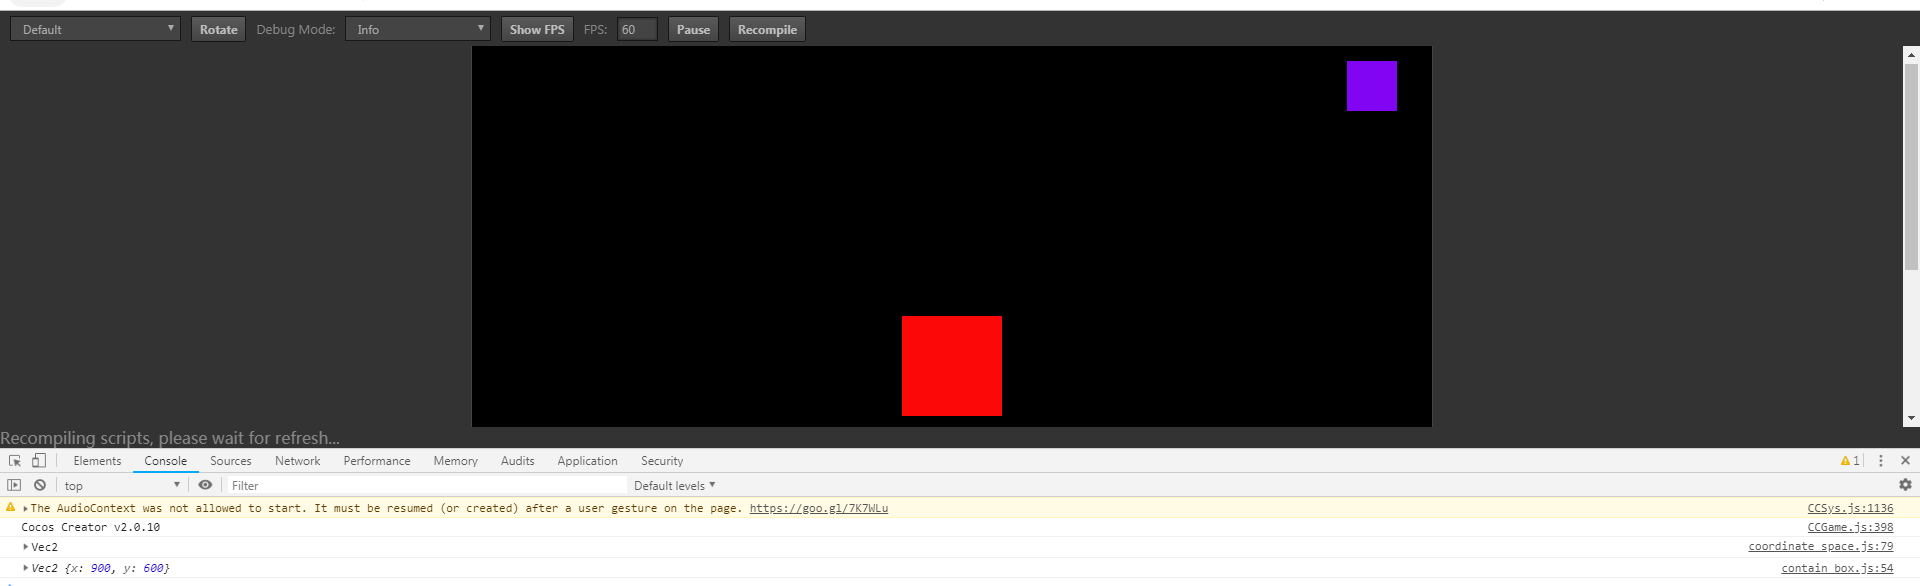 Default Rotate Debug Mode: Info Show FPS FPS: 60 Pause Recompile
Recompiling scripts, please wait for refresh...
Elements Console Sources Network Performance Memory Audits Application Security 1
top Filter Default levels
The AudioContext was not allowed to start. It must be resumed (or created) after a user gesture on the page. https://goo.gl/7K7WLu CCSys.js:1136
Cocos Creator v2.0.10 CCGame.js:398
Vec2 coordinate_space.js:79
Vec2 {x: 900, y: 600} contain_box.js:54